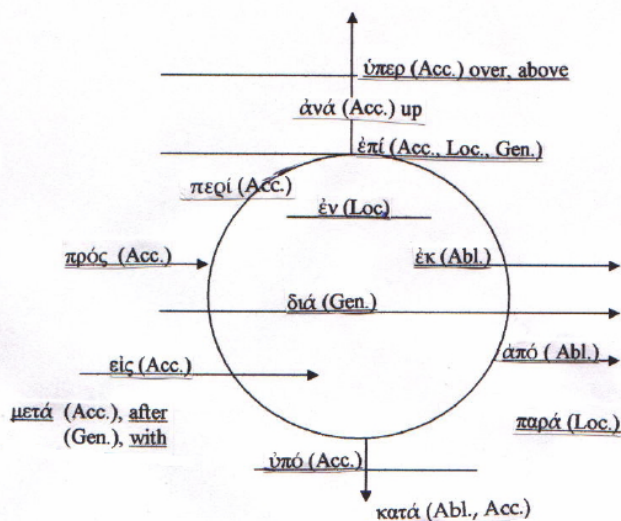 ὑπερ (Acc.) over, above
ἀνά (Acc.) up
ἐπί (Acc., Loc., Gen.)
περί (Acc.)
ἐν (Loc)
πρός (Acc.)
ἐκ (Abl.)
διά (Gen.)
ἀπό ( Abl.)
εἰς (Acc.)
μετά (Acc.), after
(Gen.), with
παρά (Loc.)
ὑπό (Acc.)
κατά (Abl., Acc.)